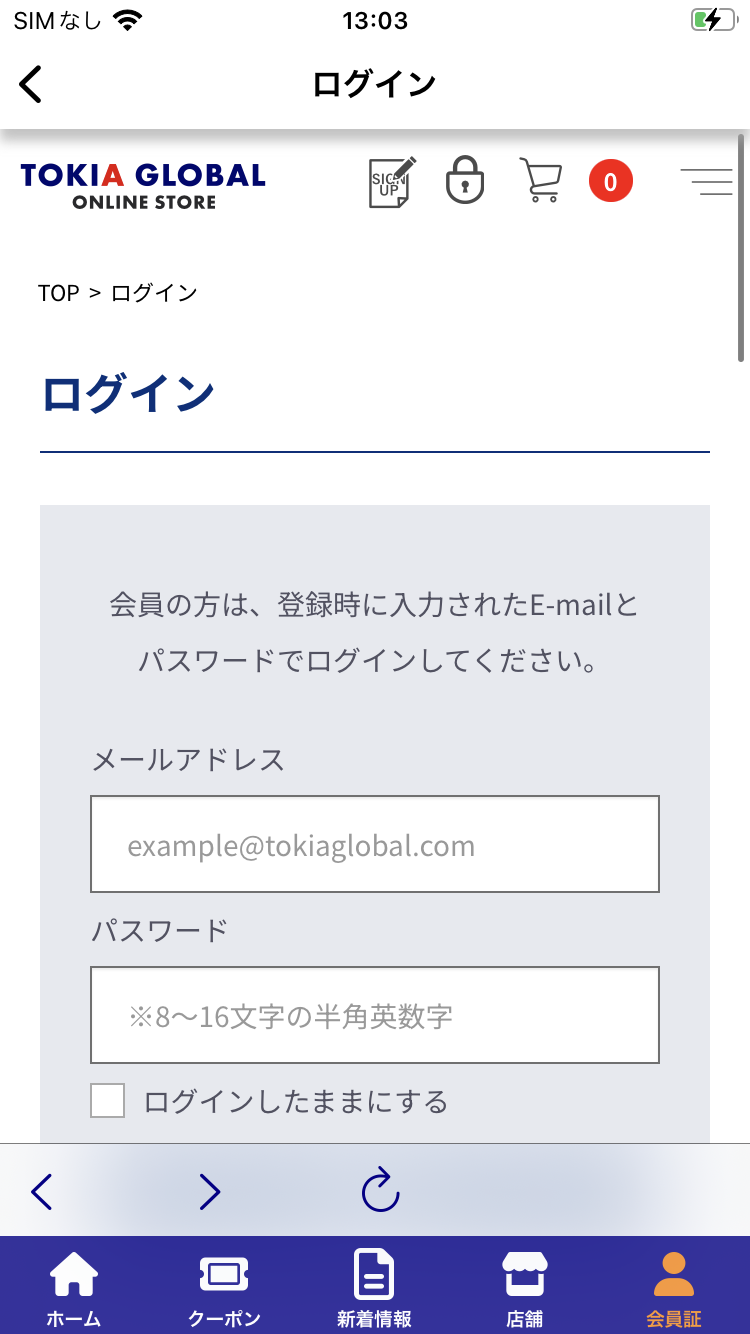 SIMなし 13:03
ログイン
TOKIA GLOBAL
ONLINE STORE
SIGN
UP
0
TOP > ログイン
ログイン
会員の方は、登録時に入力されたE-mailと
パスワードでログインしてください。
メールアドレス
example@tokiaglobal.com
パスワード
※8〜16文字の半角英数字
ログインしたままにする
ホーム クーポン 新着情報 店舗 会員証